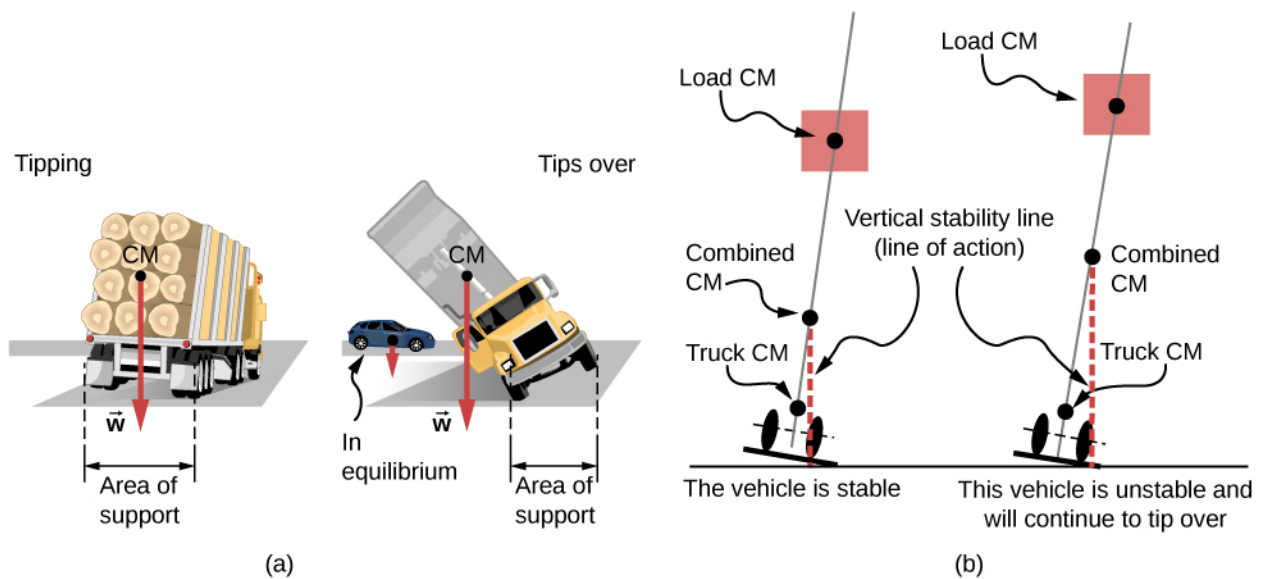 Tipping
Tips over
CM
CM
w
w
In
equilibrium
Area of
support
Area of
support
(a)
Load CM
Load CM
Vertical stability line
(line of action)
Combined
CM
Combined
CM
Truck CM
Truck CM
The vehicle is stable
This vehicle is unstable and
will continue to tip over
(b)